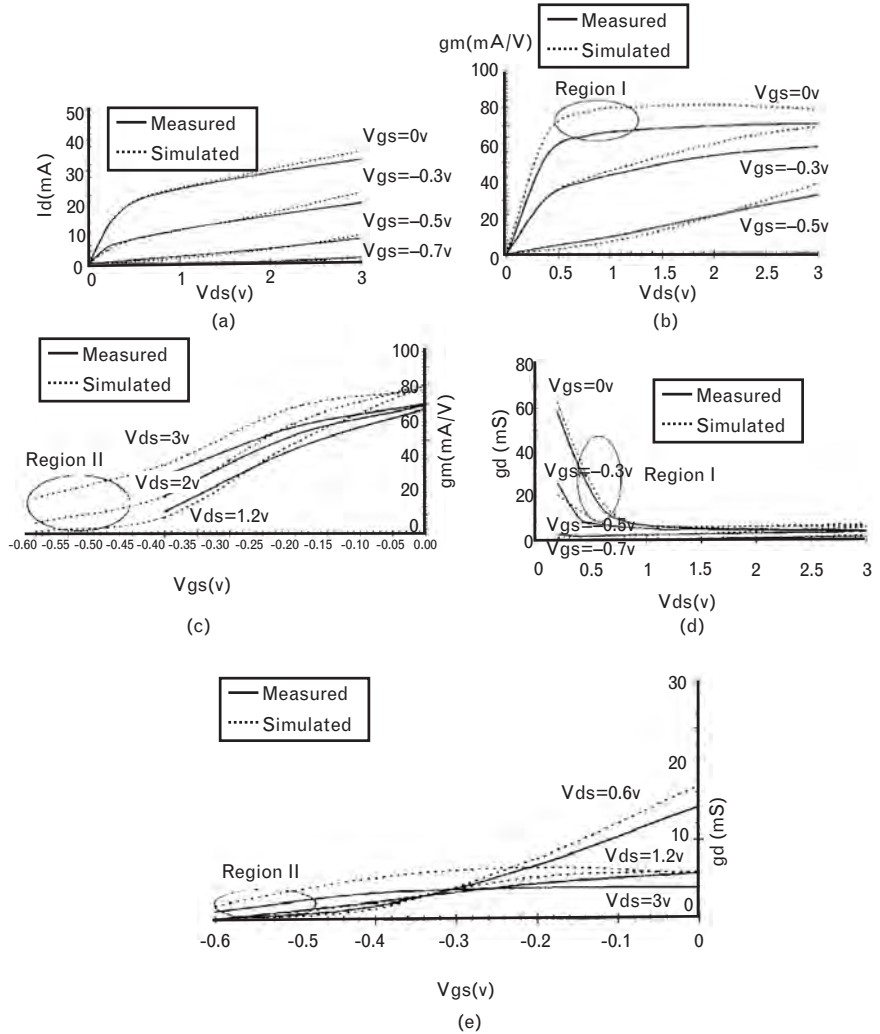 Measured
Simulated
Id(mA)
50
40
30
20
10
0
Vgs=0v
Vgs=–0.3v
Vgs=–0.5v
Vgs=–0.7v
0
1
2
3
Vds(v)
(a)
gm(mA/V)
Measured
Simulated
Region I
100
80
60
40
20
0
Vgs=0v
Vgs=–0.3v
Vgs=–0.5v
0
0.5
1
1.5
2
2.5
3
Vds(v)
(b)
Measured
Simulated
Region II
Vds=3v
Vds=2v
Vds=1.2v
100
80
60
40
20
0
gm(mA/V)
-0.60 -0.55 -0.50 -0.45 -0.40 -0.35 -0.30 -0.25 -0.20 -0.15 -0.10 -0.05 0.00
Vgs(v)
(c)
gd (mS)
80
60
40
20
0
Vgs=0v
Measured
Simulated
Vgs=–0.3v
Region I
Vgs=–0.5v
Vgs=–0.7v
0 0.5 1 1.5 2 2.5 3
Vds(v)
(d)
Measured
Simulated
30
20
10
0
gd (mS)
Vds=0.6v
Vds=1.2v
Vds=3v
Region II
-0.6 -0.5 -0.4 -0.3 -0.2 -0.1 0
Vgs(v)
(e)